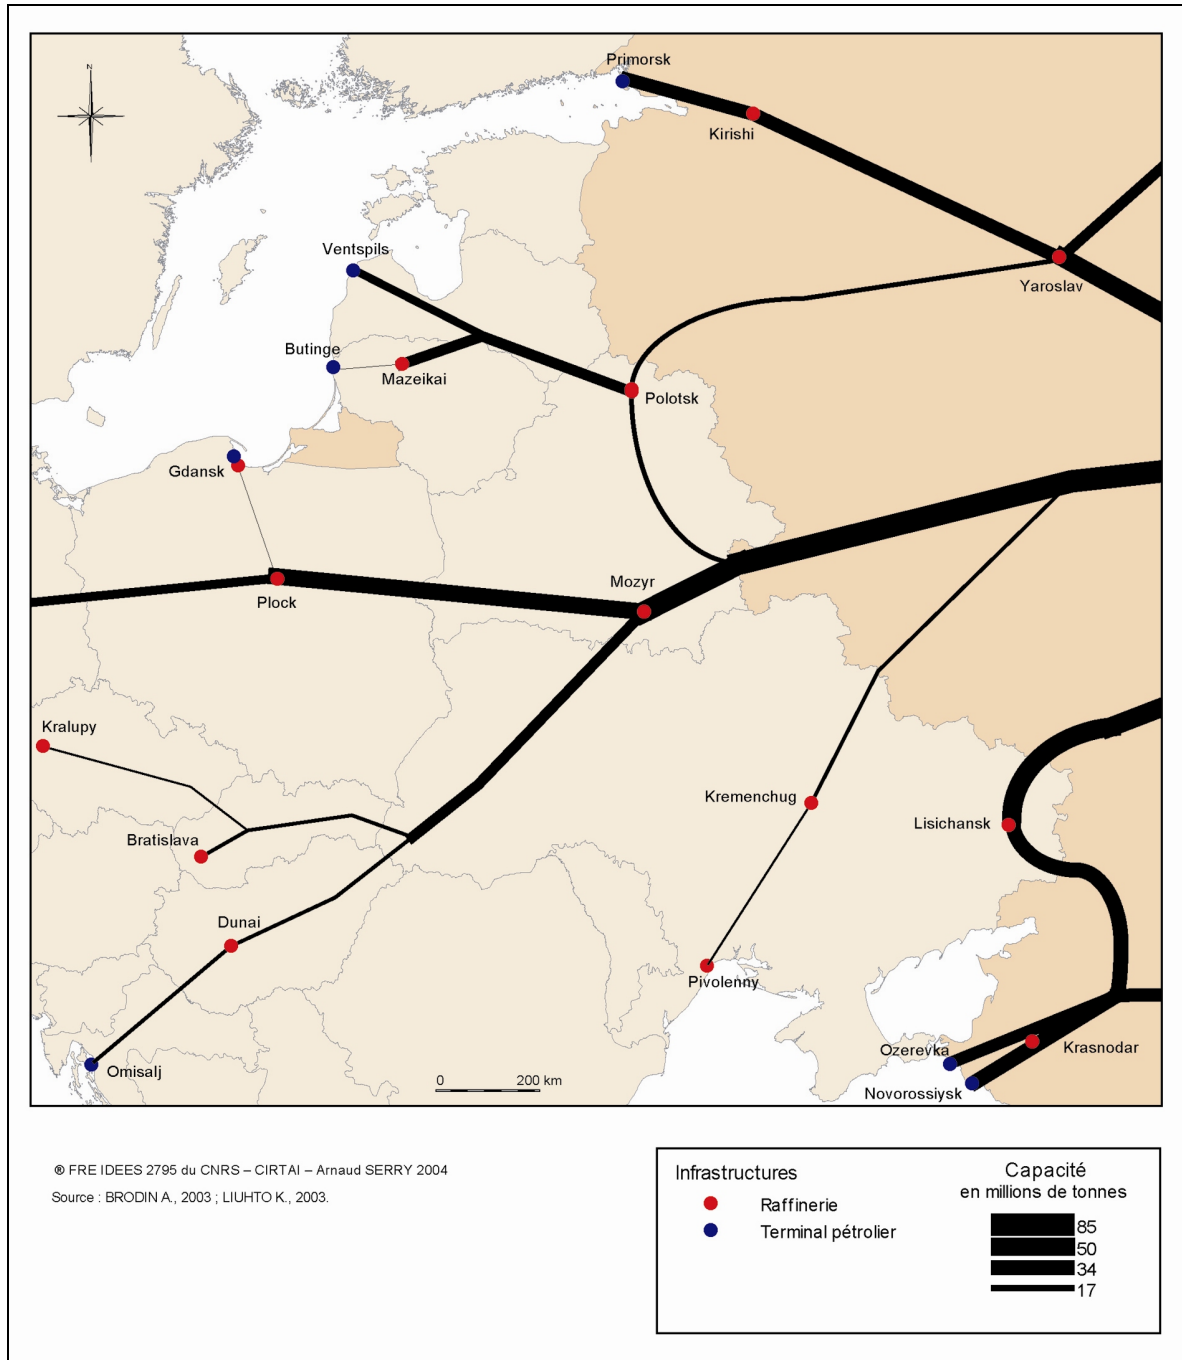 N
Primorsk
Kirishi
Ventspils
Yaroslav
Butinge
Mazeikai
Polotsk
Gdansk
Mozyr
Plock
Kralupy
Kremenchug
Lisichansk
Bratislava
Dunai
Pivolenny
Ozerevka
Krasnodar
Omisalj
0 200 km
Novorossiysk
® FRE IDEES 2795 du CNRS – CIRTAI – Arnaud SERRY 2004
Source : BRODIN A., 2003 ; LIUHTO K., 2003.
Infrastructures
Raffinerie
Terminal pétrolier
Capacité
en millions de tonnes
85
50
34
17